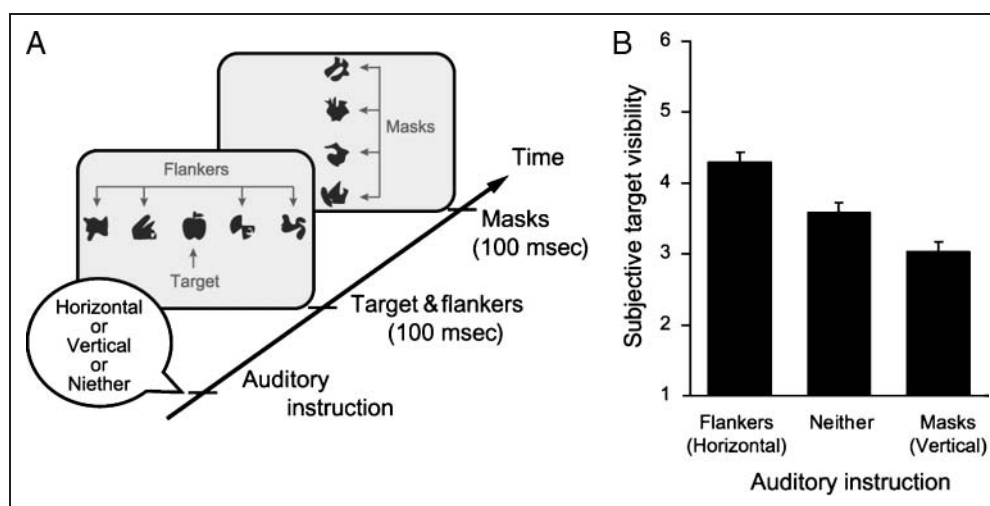 A
Flankers
Target
Masks
Time
Masks
(100 msec)
Target & flankers
(100 msec)
Auditory
instruction
Horizontal
or
Vertical
or
Niether
B
Subjective target visibility
6
5
4
3
2
1
Flankers
(Horizontal)
Neither
Masks
(Vertical)
Auditory instruction